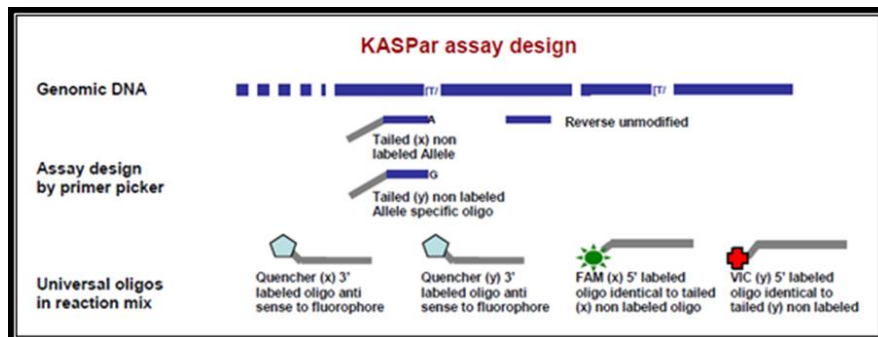 KASPar assay design
Genomic DNA
[T/
[T/
A
Reverse unmodified
Tailed (x) non
labeled Allele
Assay design
by primer picker
G
Tailed (y) non labeled
Allele specific oligo
Universal oligos
in reaction mix
Quencher (x) 3'
labeled oligo anti
sense to fluorophore
Quencher (y) 3'
labeled oligo anti
sense to fluorophore
FAM (x) 5' labeled
oligo identical to tailed
(x) non labeled oligo
VIC (y) 5' labeled
oligo identical to
tailed (y) non labeled